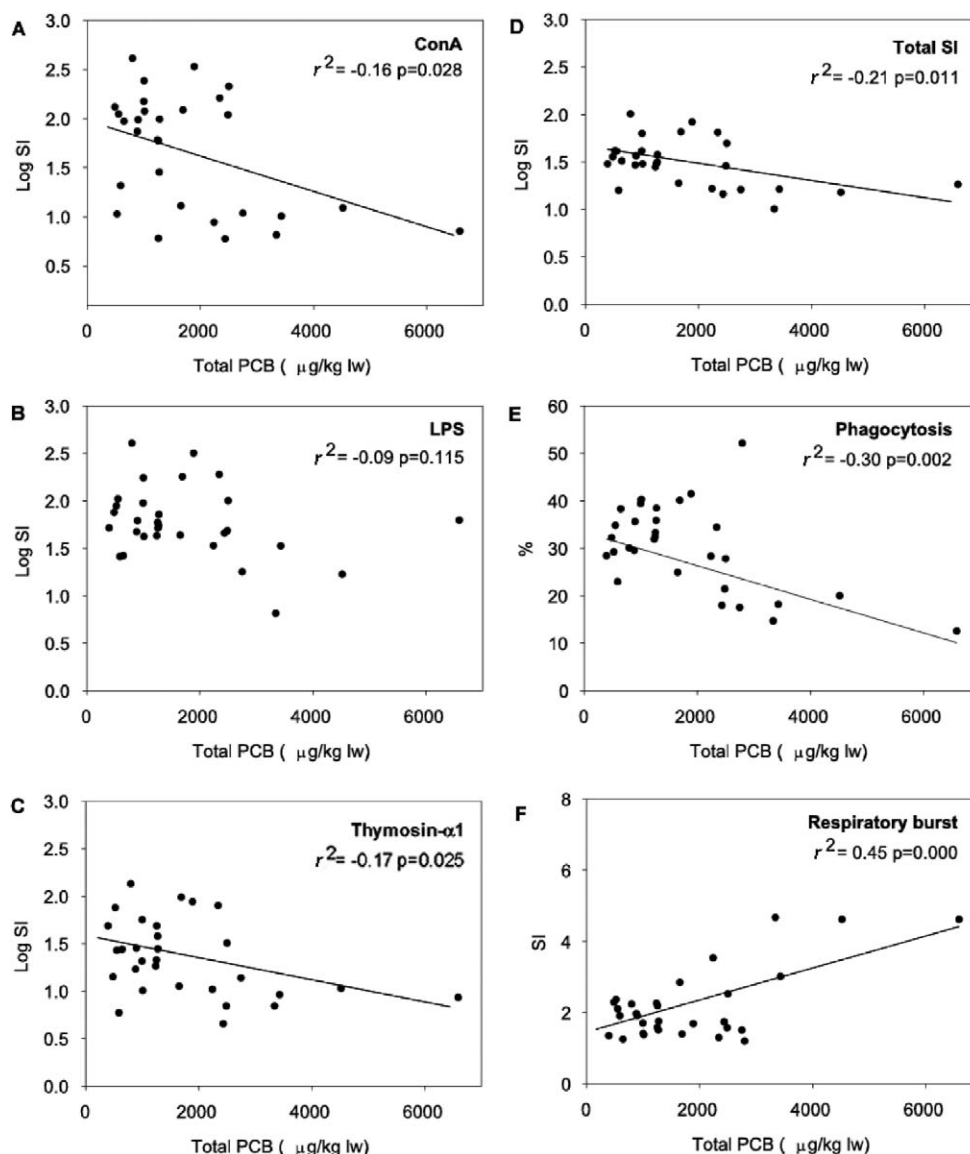 A
ConA
r² = -0.16 p=0.028
3.0
2.5
2.0
1.5
1.0
0.5
Log SI
0
2000
4000
6000
Total PCB ( μg/kg lw)
B
LPS
r² = -0.09 p=0.115
3.0
2.5
2.0
1.5
1.0
0.5
0.0
Log SI
0
2000
4000
6000
Total PCB ( μg/kg lw)
C
Thymosin-α1
r² = -0.17 p=0.025
3.0
2.5
2.0
1.5
1.0
0.5
0.0
Log SI
0
2000
4000
6000
Total PCB ( μg/kg lw)
D
Total SI
r² = -0.21 p=0.011
3.0
2.5
2.0
1.5
1.0
0.5
0.0
Log SI
0
2000
4000
6000
Total PCB ( μg/kg lw)
E
Phagocytosis
r² = -0.30 p=0.002
60
50
40
30
20
10
0
%
0
2000
4000
6000
Total PCB ( μg/kg lw)
F
Respiratory burst
r² = 0.45 p=0.000
8
6
4
2
0
SI
0
2000
4000
6000
Total PCB ( μg/kg lw)